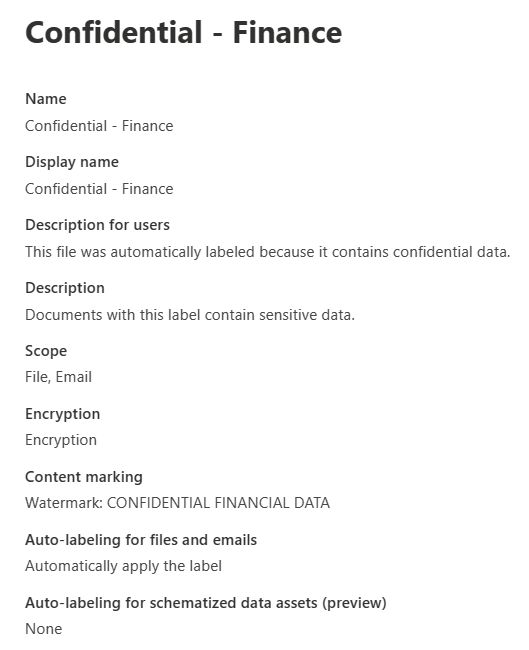 Confidential - Finance
Name
Confidential - Finance
Display name
Confidential - Finance
Description for users
This file was automatically labeled because it contains confidential data.
Description
Documents with this label contain sensitive data.
Scope
File, Email
Encryption
Encryption
Content marking
Watermark: CONFIDENTIAL FINANCIAL DATA
Auto-labeling for files and emails
Automatically apply the label
Auto-labeling for schematized data assets (preview)
None